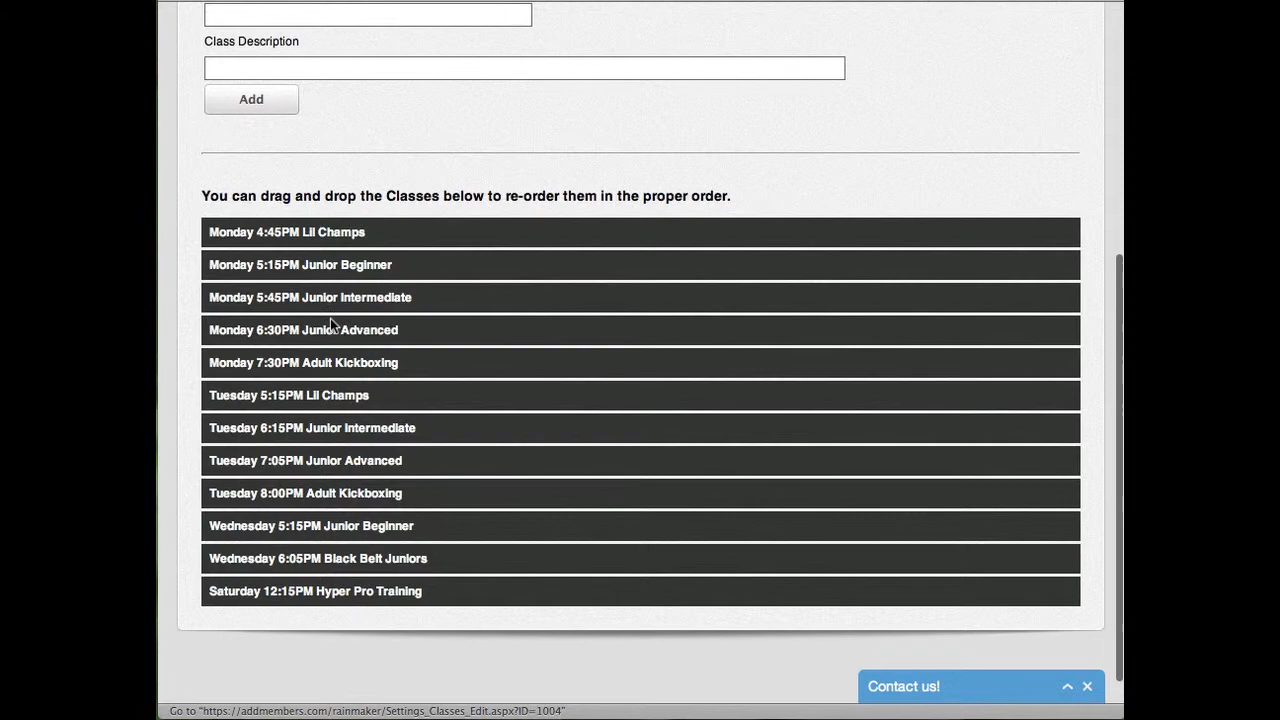 Class Description
Add
You can drag and drop the Classes below to re-order them in the proper order.
Monday 4:45PM Lil Champs
Monday 5:15PM Junior Beginner
Monday 5:45PM Junior Intermediate
Monday 6:30PM Junior Advanced
Monday 7:30PM Adult Kickboxing
Tuesday 5:15PM Lil Champs
Tuesday 6:15PM Junior Intermediate
Tuesday 7:05PM Junior Advanced
Tuesday 8:00PM Adult Kickboxing
Wednesday 5:15PM Junior Beginner
Wednesday 6:05PM Black Belt Juniors
Saturday 12:15PM Hyper Pro Training
Contact us!
Go to "https://addmembers.com/rainmaker/Settings_Classes_Edit.aspx?ID=1004"